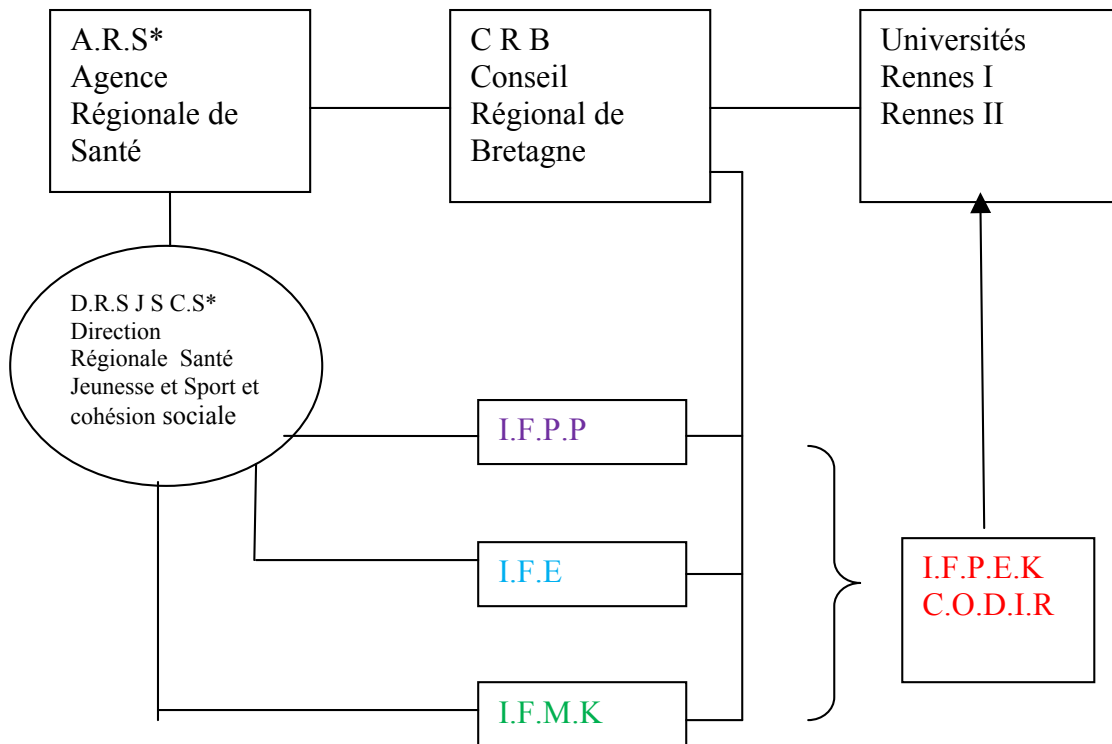 A.R.S*
Agence
Régionale de
Santé
C R B
Conseil
Régional de
Bretagne
Universités
Rennes I
Rennes II
D.R.S J S C.S*
Direction
Régionale Santé
Jeunesse et Sport et
cohésion sociale
I.F.P.P
I.F.E
I.F.M.K
I.F.P.E.K
C.O.D.I.R